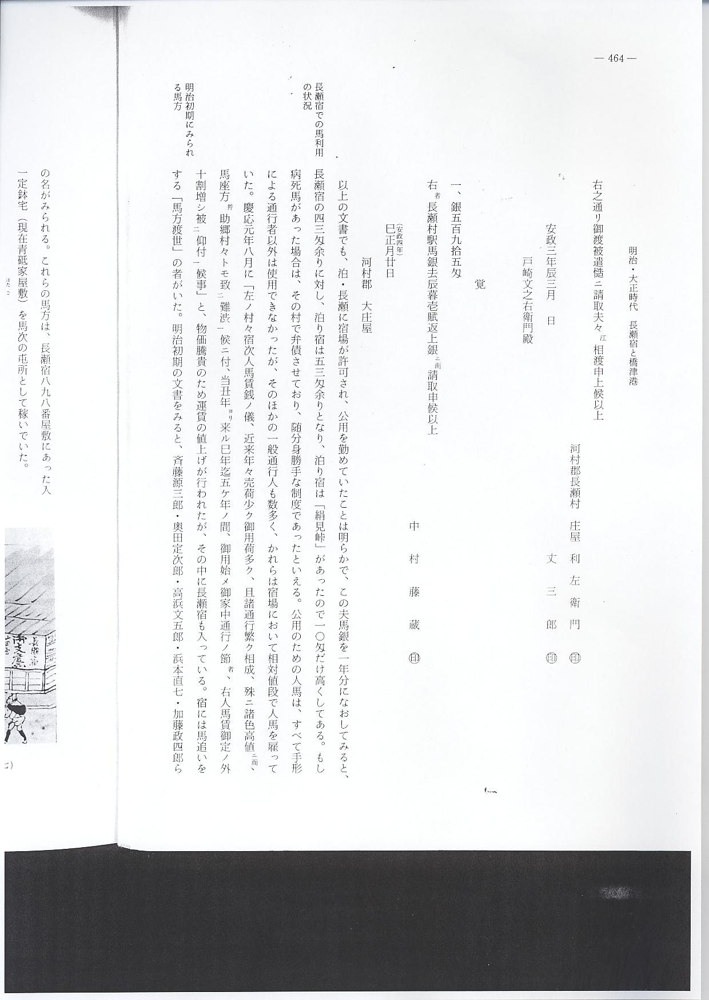 ― 464 ―
明治・大正時代　長瀬宿と橋津港
右之通リ御渡被遣慥ニ請取夫々江相渡申上候以上
河村郡長瀬村　庄屋　利左衛門　㊞
安政三年辰三月　日　丈三郎　㊞
戸崎文之右衛門殿
覚
一、銀五百九拾五匁
右者長瀬村駅馬銀去辰暮壱賦返上銀ニ而請取申候以上
中村藤蔵　㊞
（安政四年）
巳正月廿日
河村郡　大庄屋
以上の文書でも、泊・長瀬に宿場が許可され、公用を勤めていたことは明らかで、この夫馬銀を一年分になおしてみると、
長瀬宿での馬利用
の状況
長瀬宿の四三匁余りに対し、泊り宿は五三匁余りとなり、泊り宿は「絹見峠」があったので一〇匁だけ高くしてある。もし
病死馬があった場合は、その村で弁償させており、随分身勝手な制度であったといえる。公用のための人馬は、すべて手形
による通行者以外は使用できなかったが、そのほかの一般通行人も数多く、かれらは宿場において相対値段で人馬を雇って
いた。慶応元年八月に「左ノ村々宿次人馬賃銭ノ儀、近来年々売荷少ク御用荷多ク、且諸通行繁ク相成、殊ニ諸色高値ニ而、
馬座方并助郷村々トモ致ニ難渋一候ニ付、当丑年ヨリ来ル巳年迄五ケ年ノ間、御用始メ御家中通行ノ節者、右人馬賃御定ノ外
明治初期にみられ
る馬方
十割増シ被ニ仰付一候事」と、物価騰貴のため運賃の値上げが行われたが、その中に長瀬宿も入っている。宿には馬追いを
する「馬方渡世」の者がいた。明治初期の文書をみると、斉藤源三郎・奥田定次郎・高浜文五郎・浜本直七・加藤政四郎ら
の名がみられる。これらの馬方は、長瀬宿八九八番屋敷にあった入
一定鉢宅（現在青砥家屋敷）を馬次の屯所として稼いでいた。
はたご